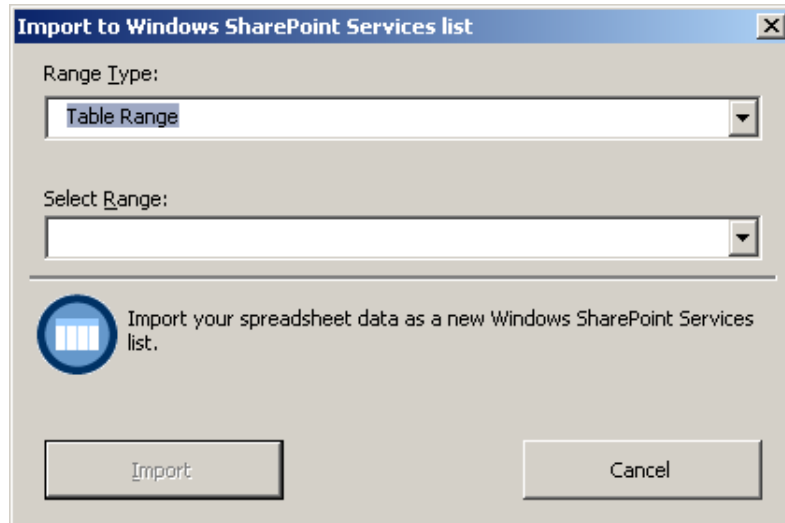 Import to Windows SharePoint Services list
Range Type:
Table Range
Select Range:
Import your spreadsheet data as a new Windows SharePoint Services
list.
Import
Cancel